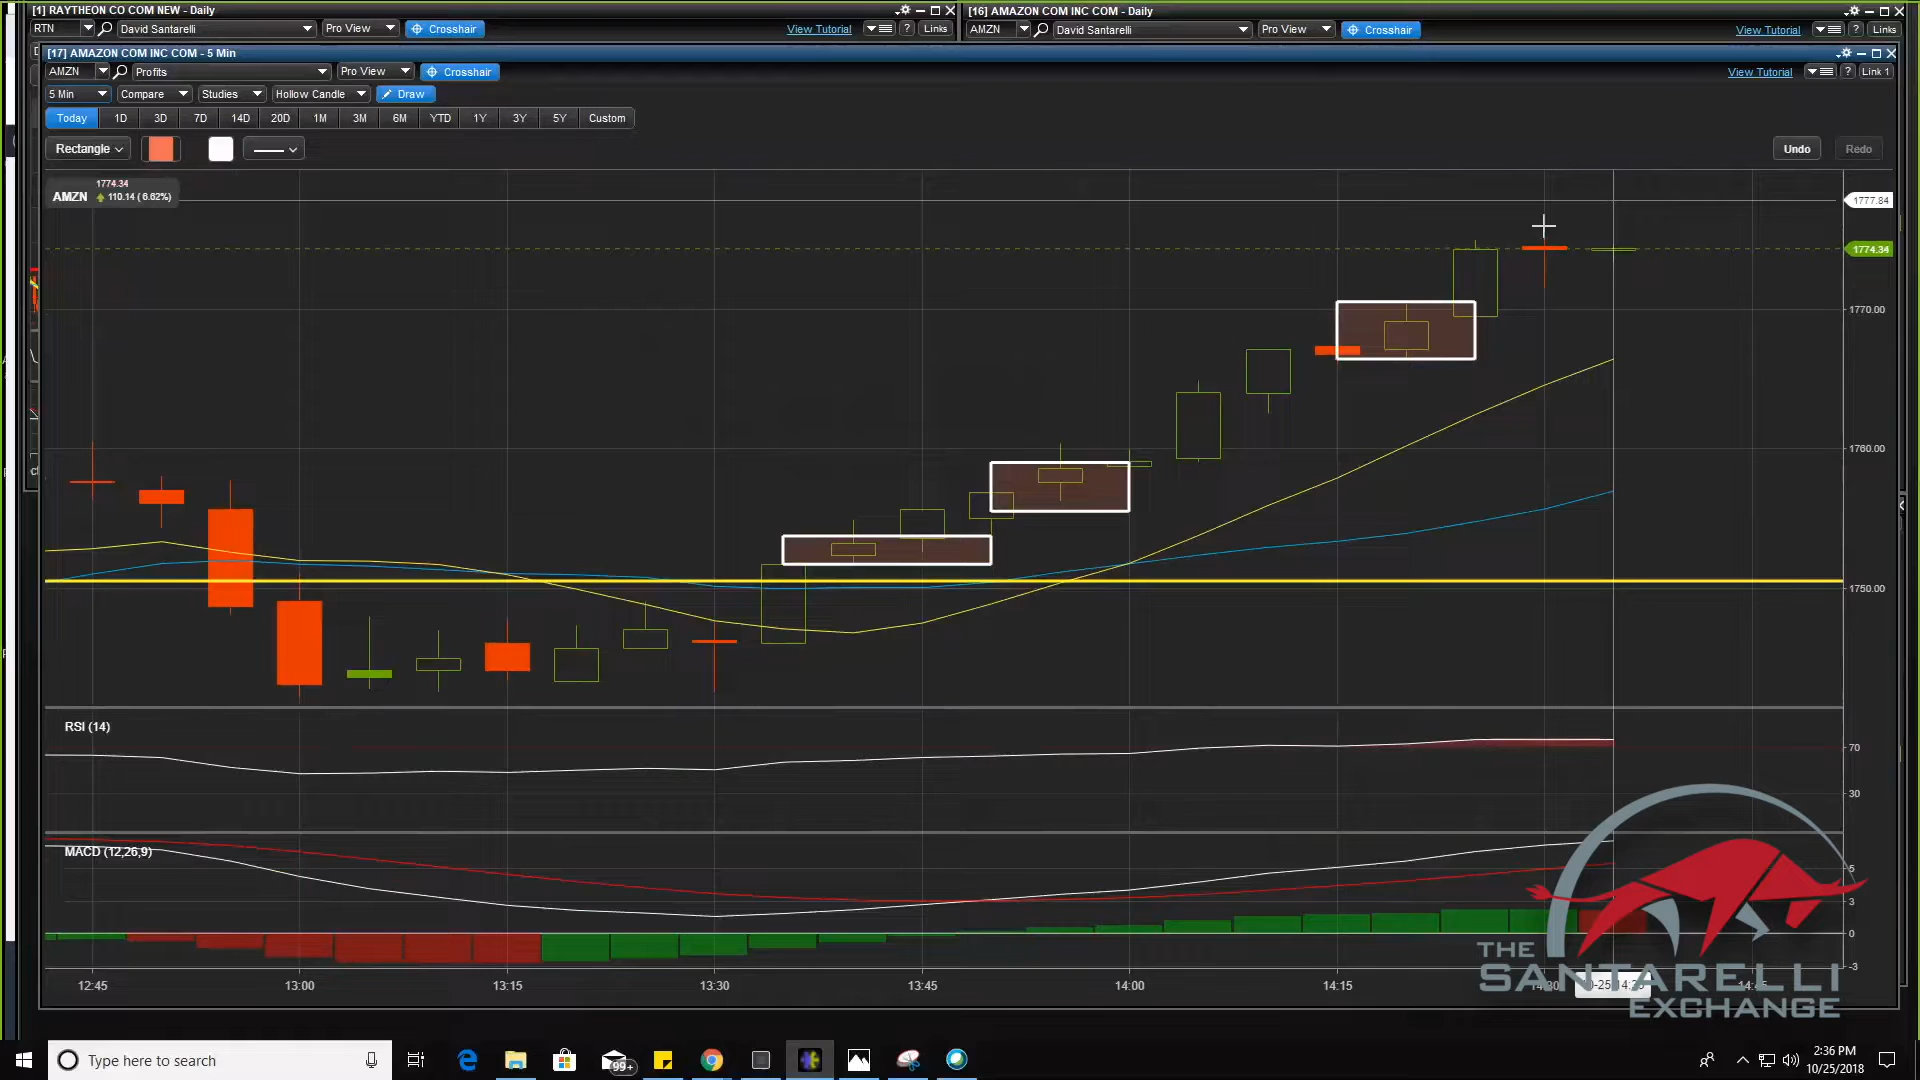 [1] RAYTHEON CO COM NEW - Daily
RTN David Santarelli Pro View Crosshair View Tutorial ? Links
[16] AMAZON COM INC COM - Daily
AMZN David Santarelli Pro View Crosshair View Tutorial ? Links
[17] AMAZON COM INC COM - 5 Min
AMZN Profits Pro View Crosshair View Tutorial ? Link 1
5 Min Compare Studies Hollow Candle Draw
Today 1D 3D 7D 14D 20D 1M 3M 6M YTD 1Y 3Y 5Y Custom
Rectangle Undo Redo
1774.34
AMZN 110.14 (6.62%)
1777.84
1774.34
1770.00
1760.00
1750.00
RSI (14)
70
30
MACD (12,26,9)
5
3
0
-3
12:45 13:00 13:15 13:30 13:45 14:00 14:15
THE
SANTARELLI
EXCHANGE
Type here to search
99+
2:36 PM
10/25/2018